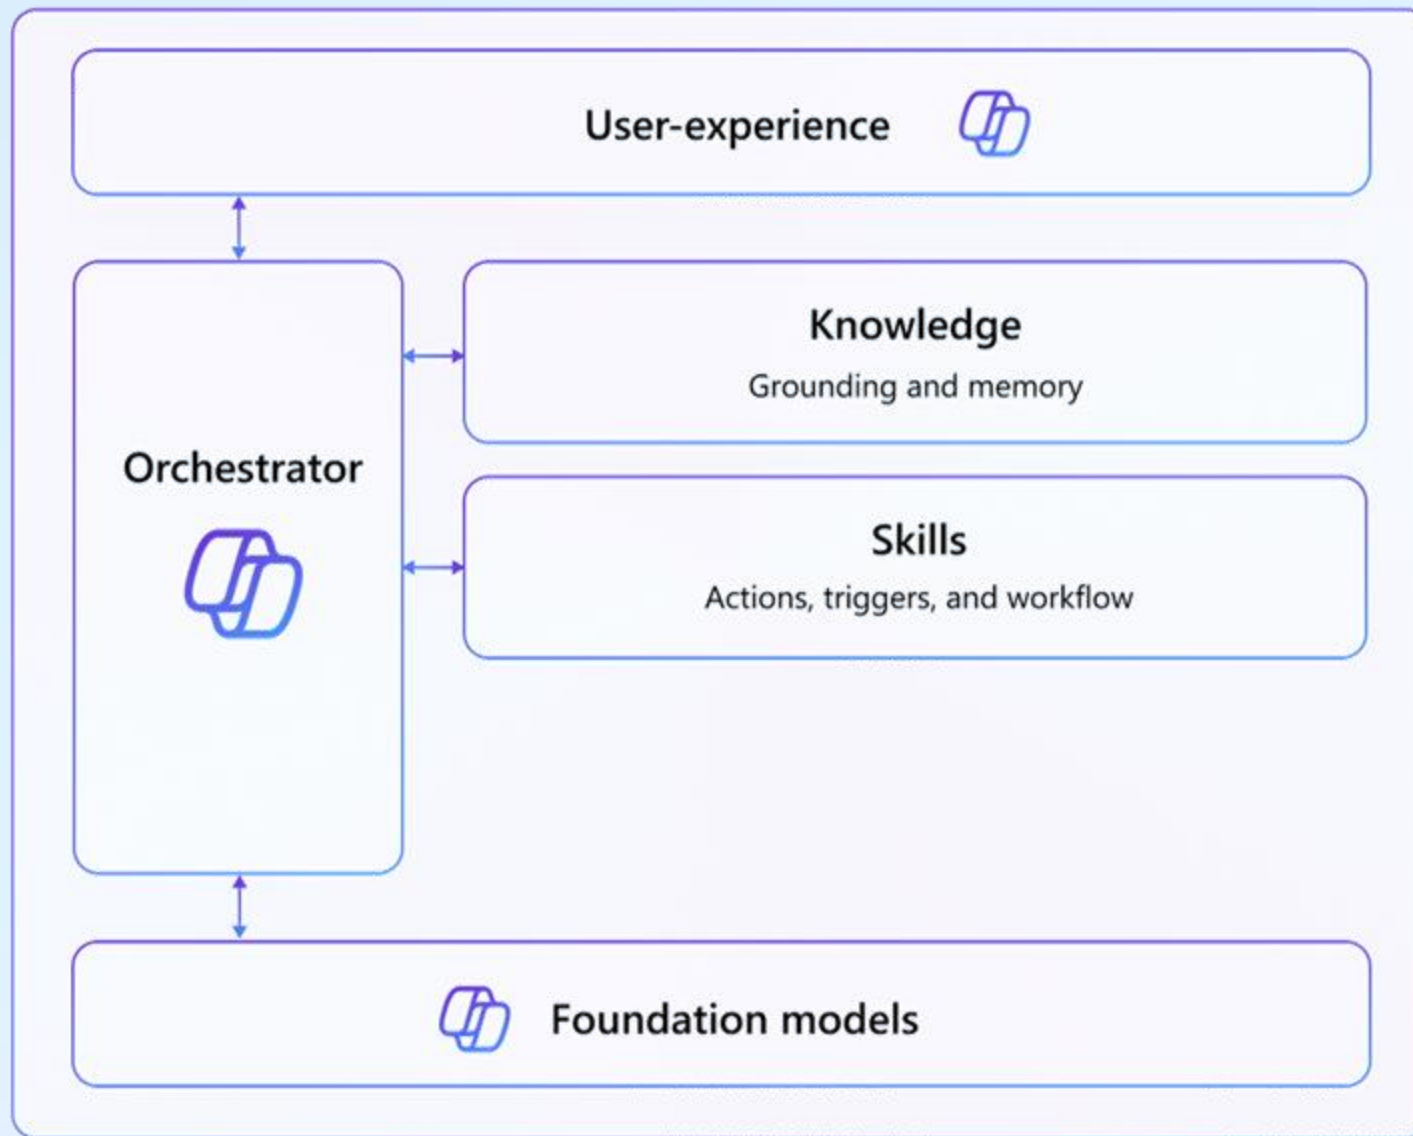 User-experience
Knowledge
Grounding and memory
Orchestrator
Skills
Actions, triggers, and workflow
Foundation models